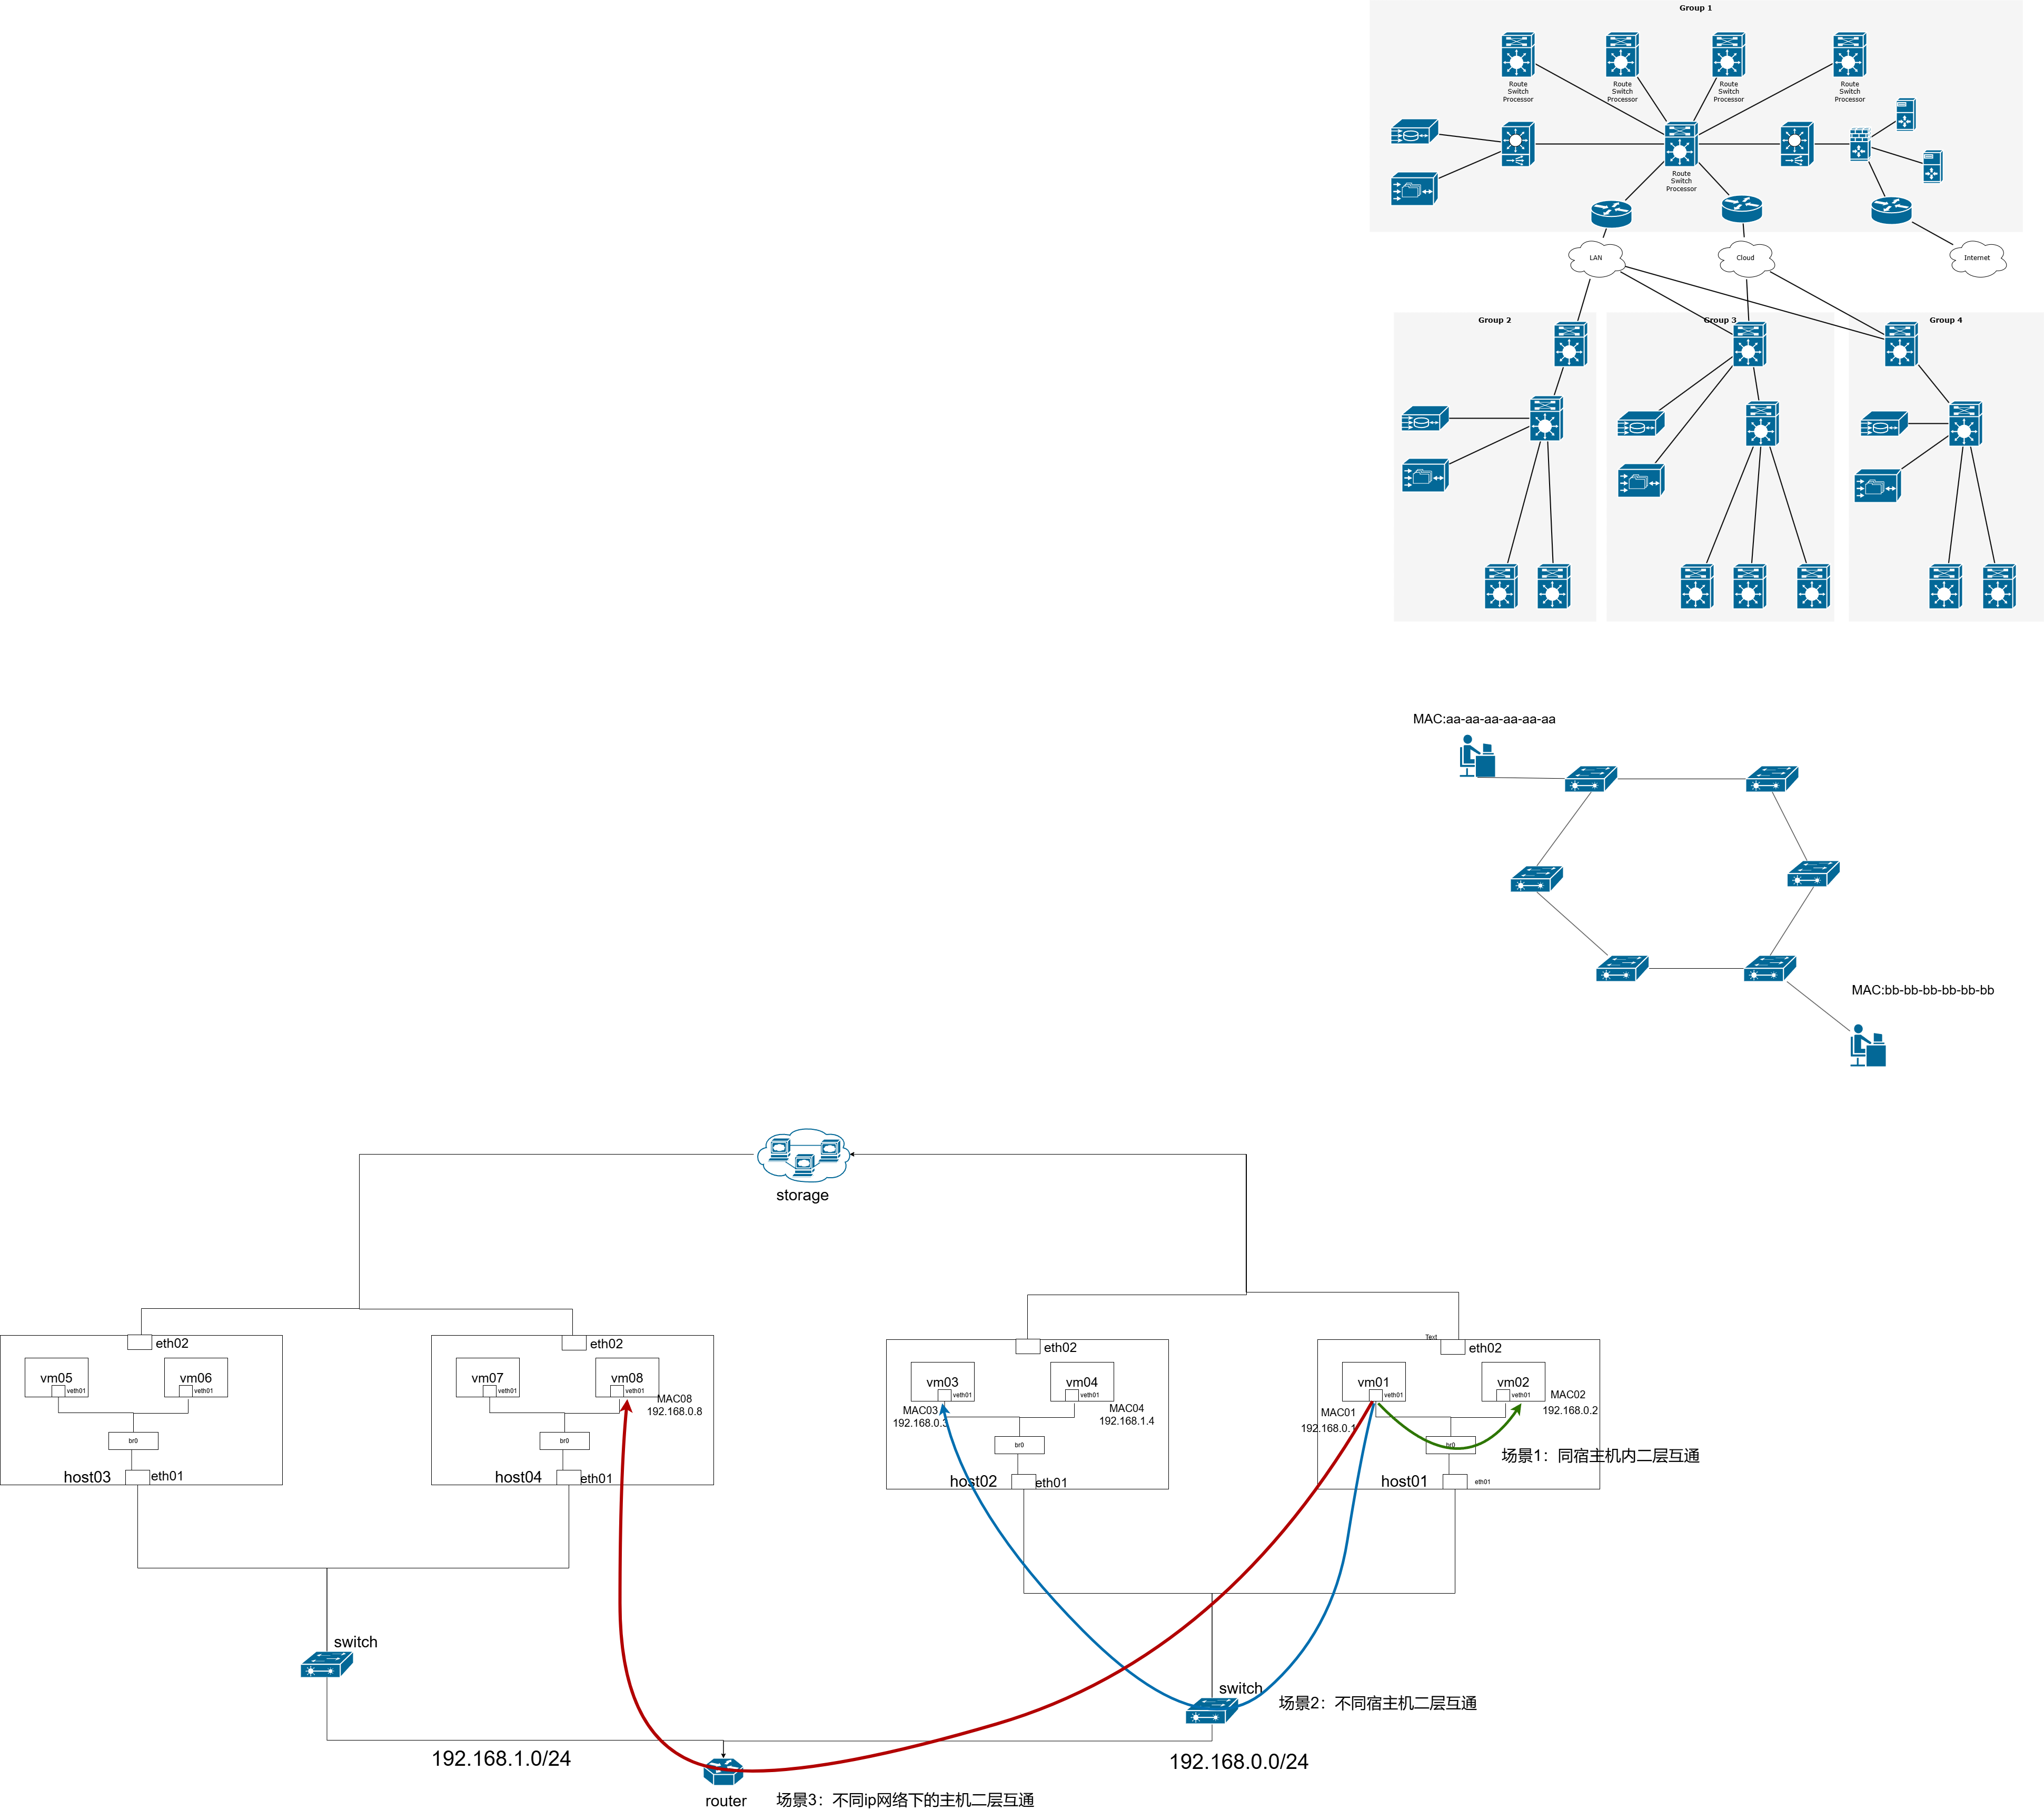 Group 1
Route
Switch
Processor
Route
Switch
Processor
Route
Switch
Processor
Route
Switch
Processor
Route
Switch
Processor
LAN
Cloud
Internet
Group 2
Group 3
Group 4
MAC:aa-aa-aa-aa-aa-aa
MAC:bb-bb-bb-bb-bb-bb
storage
eth02
vm05
veth01
vm06
veth01
br0
host03
eth01
eth02
vm07
veth01
vm08
veth01
MAC08
192.168.0.8
br0
host04
eth01
eth02
vm03
veth01
vm04
veth01
MAC03
192.168.0.3
MAC04
192.168.1.4
br0
host02
eth01
Text
eth02
vm01
veth01
vm02
veth01
MAC01
192.168.0.1
MAC02
192.168.0.2
br0
场景1：同宿主机内二层互通
host01
eth01
switch
switch
场景2：不同宿主机二层互通
192.168.1.0/24
192.168.0.0/24
router
场景3：不同ip网络下的主机二层互通